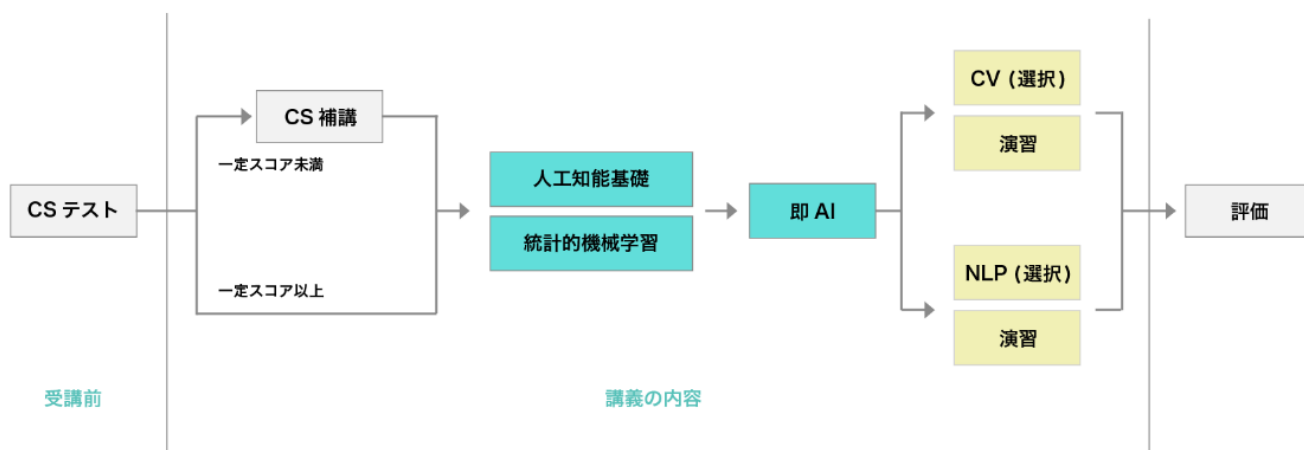 CS テスト
CS 補講
一定スコア未満
一定スコア以上
人工知能基礎
統計的機械学習
即 AI
CV (選択)
演習
NLP (選択)
演習
評価
受講前
講義の内容